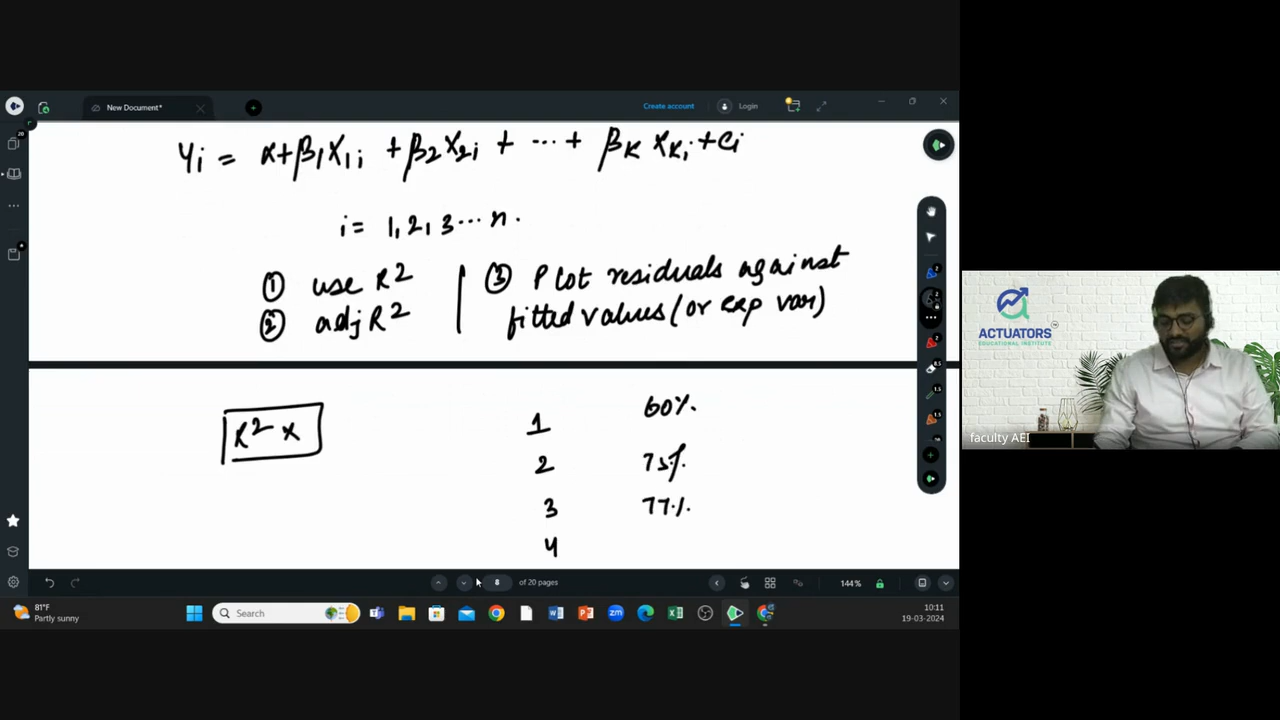 New Document*
Create account
Login
Yi = α+β1X1i +β2X2i + ... + βK XKi +ei
i = 1,2,3...n.
① use R²
② adj R²
③ Plot residuals against
fitted values (or exp var)
R² x
1 60%.
2 75%.
3 77%.
4
8 of 20 pages
144%
ACTUATORS
EDUCATIONAL INSTITUTE
faculty AEI
81°F
Partly sunny
Search
10:11
19-03-2024